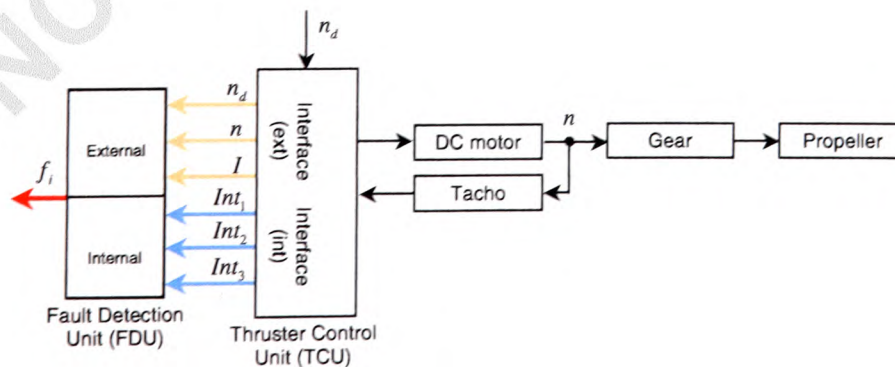 NO
n_d
n_d
n
I
Int_1
Int_2
Int_3
f_i
External
Internal
Interface
(ext)
Interface
(int)
DC motor
n
Gear
Propeller
Tacho
Fault Detection
Unit (FDU)
Thruster Control
Unit (TCU)